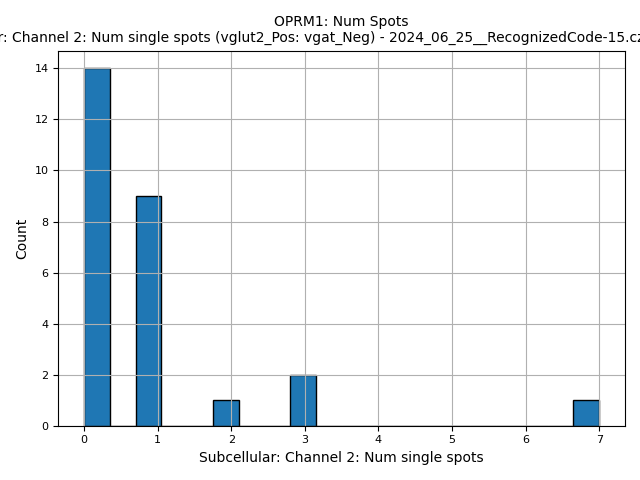 OPRM1: Num Spots
r: Channel 2: Num single spots (vglut2_Pos: vgat_Neg) - 2024_06_25__RecognizedCode-15.cz
14
12
10
8
6
4
2
0
Count
0 1 2 3 4 5 6 7
Subcellular: Channel 2: Num single spots